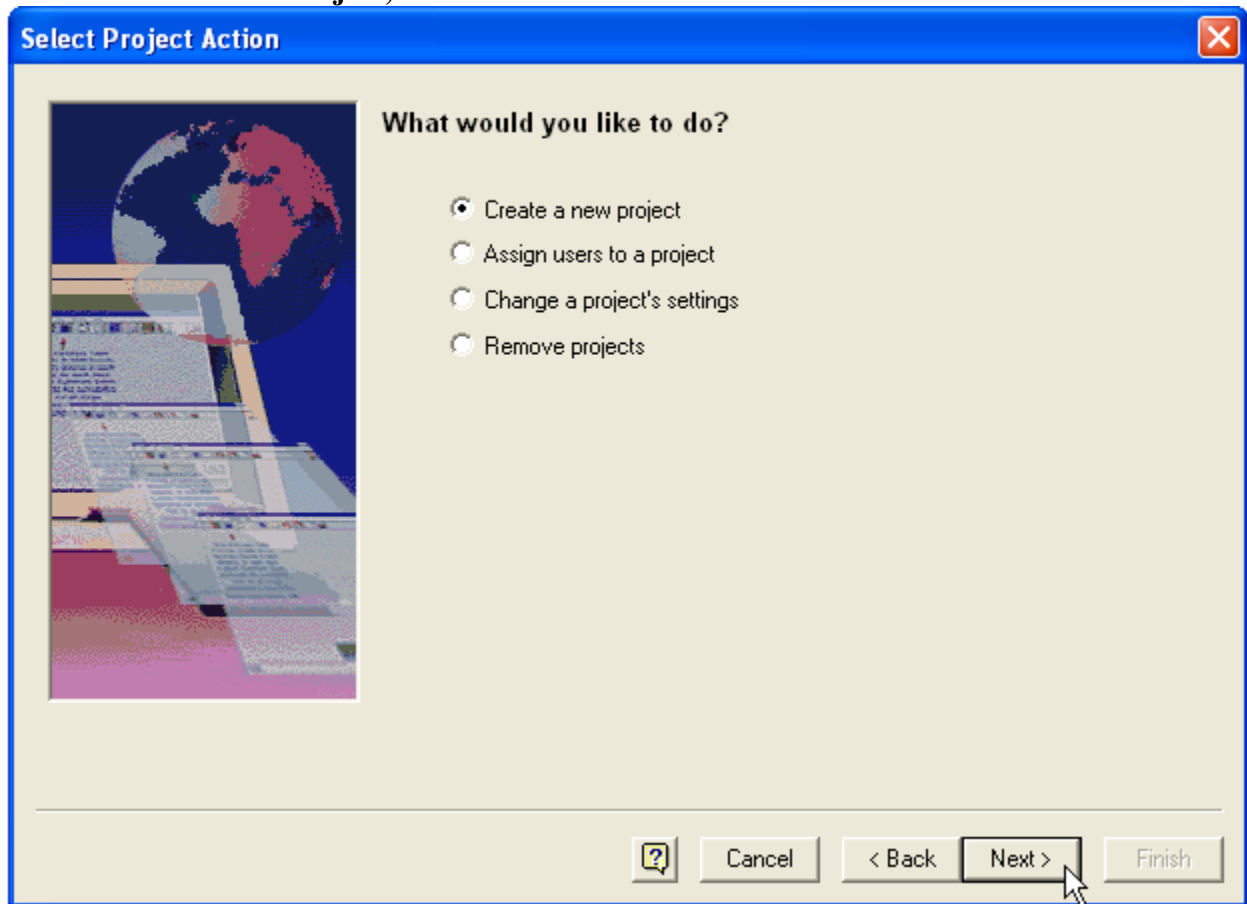 Select Project Action
What would you like to do?
Create a new project
Assign users to a project
Change a project's settings
Remove projects
Cancel
< Back
Next >
Finish